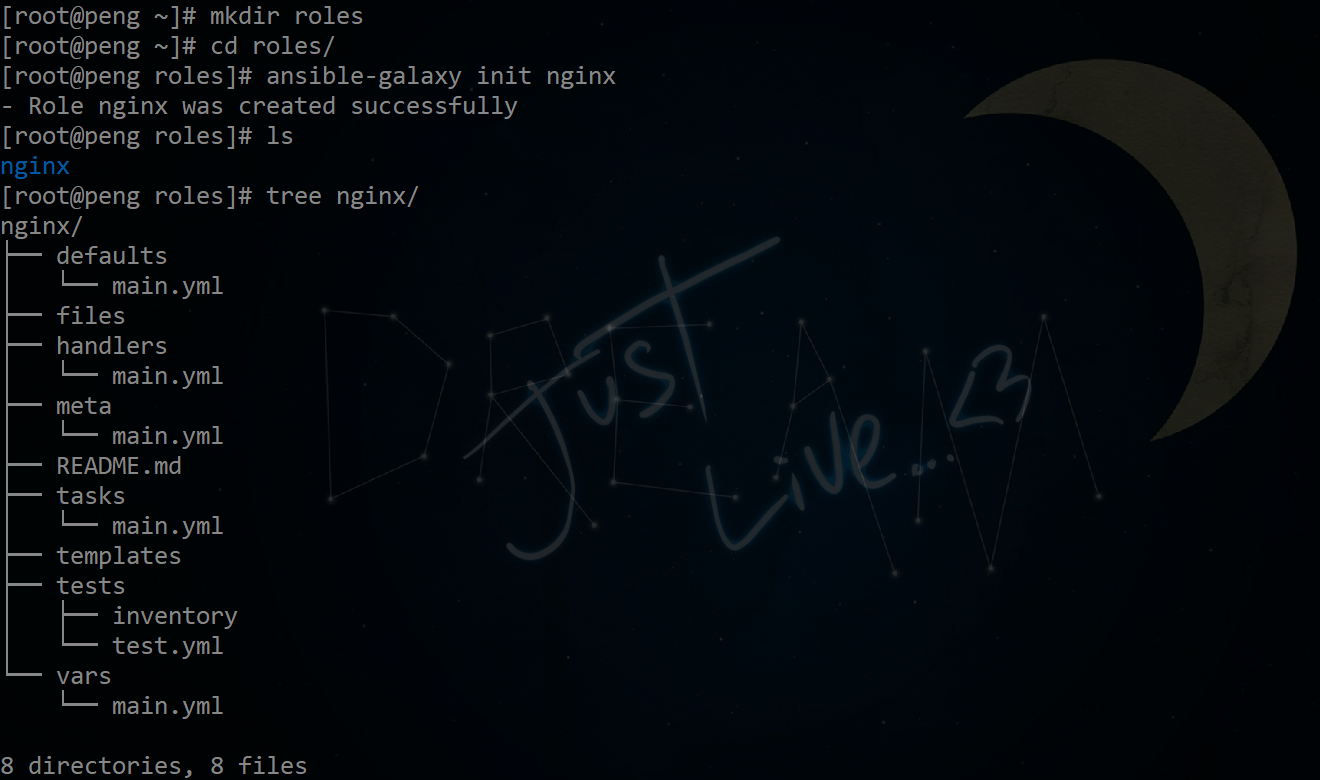 [root@peng ~]# mkdir roles
[root@peng ~]# cd roles/
[root@peng roles]# ansible-galaxy init nginx
- Role nginx was created successfully
[root@peng roles]# ls
nginx
[root@peng roles]# tree nginx/
nginx/
├── defaults
│   └── main.yml
├── files
├── handlers
│   └── main.yml
├── meta
│   └── main.yml
├── README.md
├── tasks
│   └── main.yml
├── templates
├── tests
│   ├── inventory
│   └── test.yml
└── vars
    └── main.yml

8 directories, 8 files
DREAM
Just
Live...<3